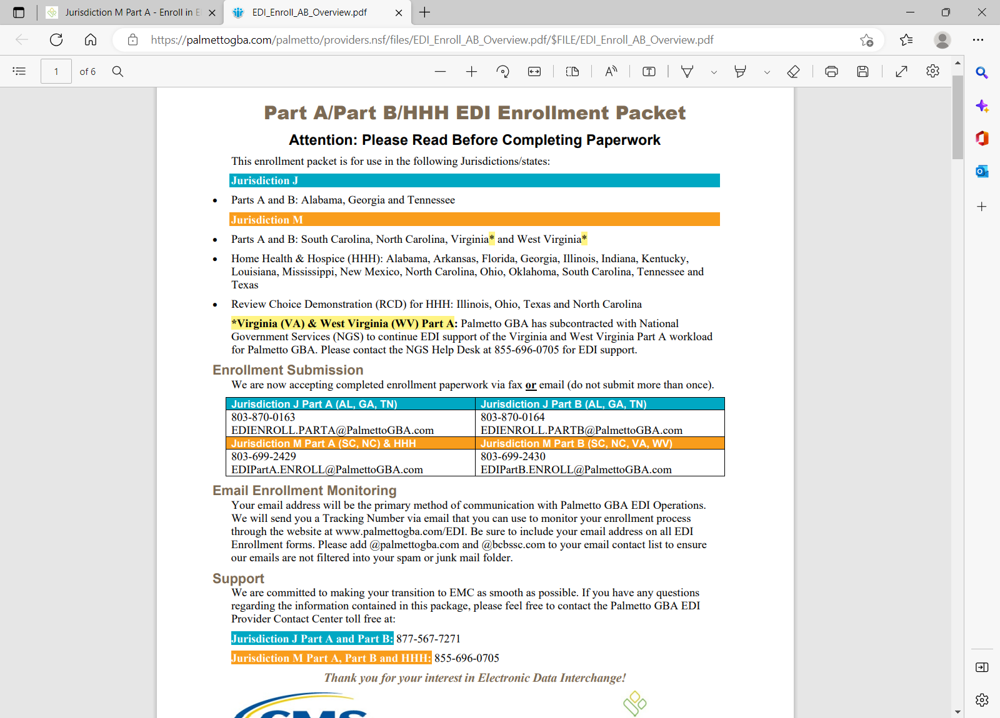 Jurisdiction M Part A - Enroll in E
EDI_Enroll_AB_Overview.pdf
https://palmettogba.com/palmetto/providers.nsf/files/EDI_Enroll_AB_Overview.pdf/$FILE/EDI_Enroll_AB_Overview.pdf
1 of 6
Part A/Part B/HHH EDI Enrollment Packet
Attention: Please Read Before Completing Paperwork
This enrollment packet is for use in the following Jurisdictions/states:
Jurisdiction J
• Parts A and B: Alabama, Georgia and Tennessee
Jurisdiction M
• Parts A and B: South Carolina, North Carolina, Virginia* and West Virginia*
• Home Health & Hospice (HHH): Alabama, Arkansas, Florida, Georgia, Illinois, Indiana, Kentucky,
Louisiana, Mississippi, New Mexico, North Carolina, Ohio, Oklahoma, South Carolina, Tennessee and
Texas
• Review Choice Demonstration (RCD) for HHH: Illinois, Ohio, Texas and North Carolina
*Virginia (VA) & West Virginia (WV) Part A: Palmetto GBA has subcontracted with National
Government Services (NGS) to continue EDI support of the Virginia and West Virginia Part A workload
for Palmetto GBA. Please contact the NGS Help Desk at 855-696-0705 for EDI support.
Enrollment Submission
We are now accepting completed enrollment paperwork via fax or email (do not submit more than once).
Jurisdiction J Part A (AL, GA, TN) Jurisdiction J Part B (AL, GA, TN)
803-870-0163 803-870-0164
EDIENROLL.PARTA@PalmettoGBA.com EDIENROLL.PARTB@PalmettoGBA.com
Jurisdiction M Part A (SC, NC) & HHH Jurisdiction M Part B (SC, NC, VA, WV)
803-699-2429 803-699-2430
EDIPartA.ENROLL@PalmettoGBA.com EDIPartB.ENROLL@PalmettoGBA.com
Email Enrollment Monitoring
Your email address will be the primary method of communication with Palmetto GBA EDI Operations.
We will send you a Tracking Number via email that you can use to monitor your enrollment process
through the website at www.palmettogba.com/EDI. Be sure to include your email address on all EDI
Enrollment forms. Please add @palmettogba.com and @bcbssc.com to your email contact list to ensure
our emails are not filtered into your spam or junk mail folder.
Support
We are committed to making your transition to EMC as smooth as possible. If you have any questions
regarding the information contained in this package, please feel free to contact the Palmetto GBA EDI
Provider Contact Center toll free at:
Jurisdiction J Part A and Part B: 877-567-7271
Jurisdiction M Part A, Part B and HHH: 855-696-0705
Thank you for your interest in Electronic Data Interchange!
CMS